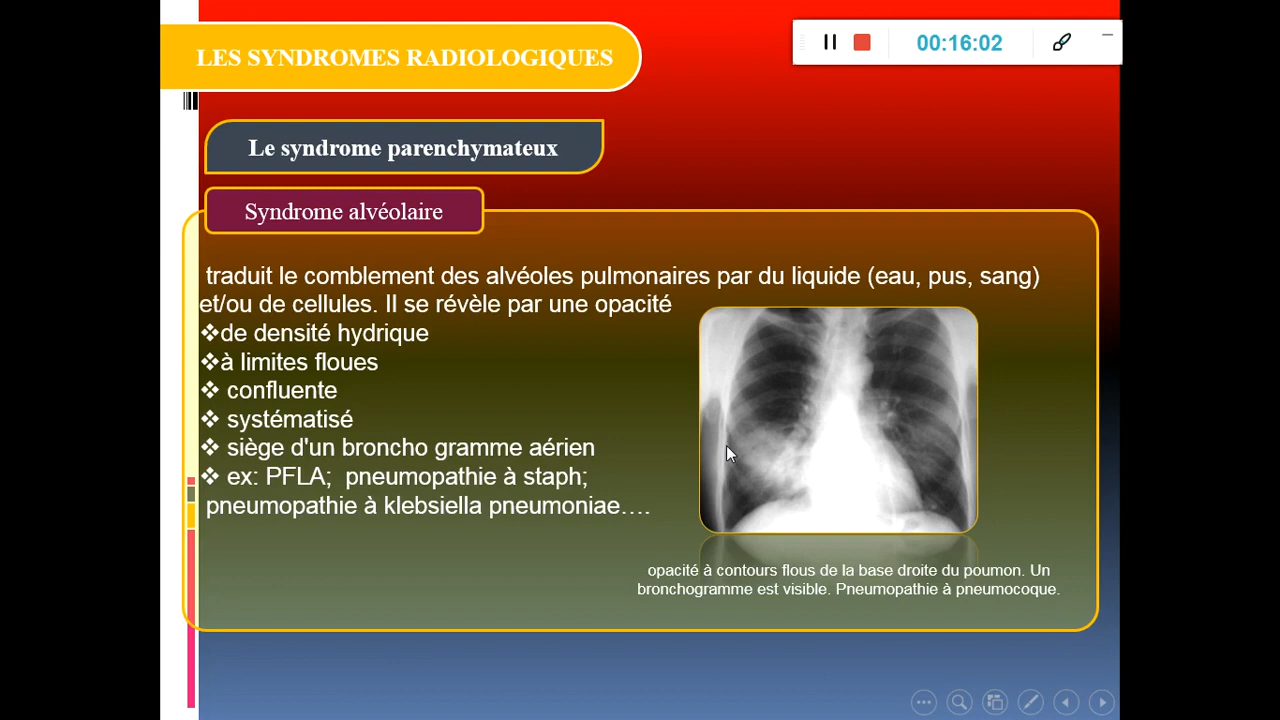 LES SYNDROMES RADIOLOGIQUES
00:16:02
Le syndrome parenchymateux
Syndrome alvéolaire
traduit le comblement des alvéoles pulmonaires par du liquide (eau, pus, sang)
et/ou de cellules. Il se révèle par une opacité
❖de densité hydrique
❖à limites floues
❖ confluente
❖ systématisé
❖ siège d'un broncho gramme aérien
❖ ex: PFLA; pneumopathie à staph;
pneumopathie à klebsiella pneumoniae….
opacité à contours flous de la base droite du poumon. Un
bronchogramme est visible. Pneumopathie à pneumocoque.